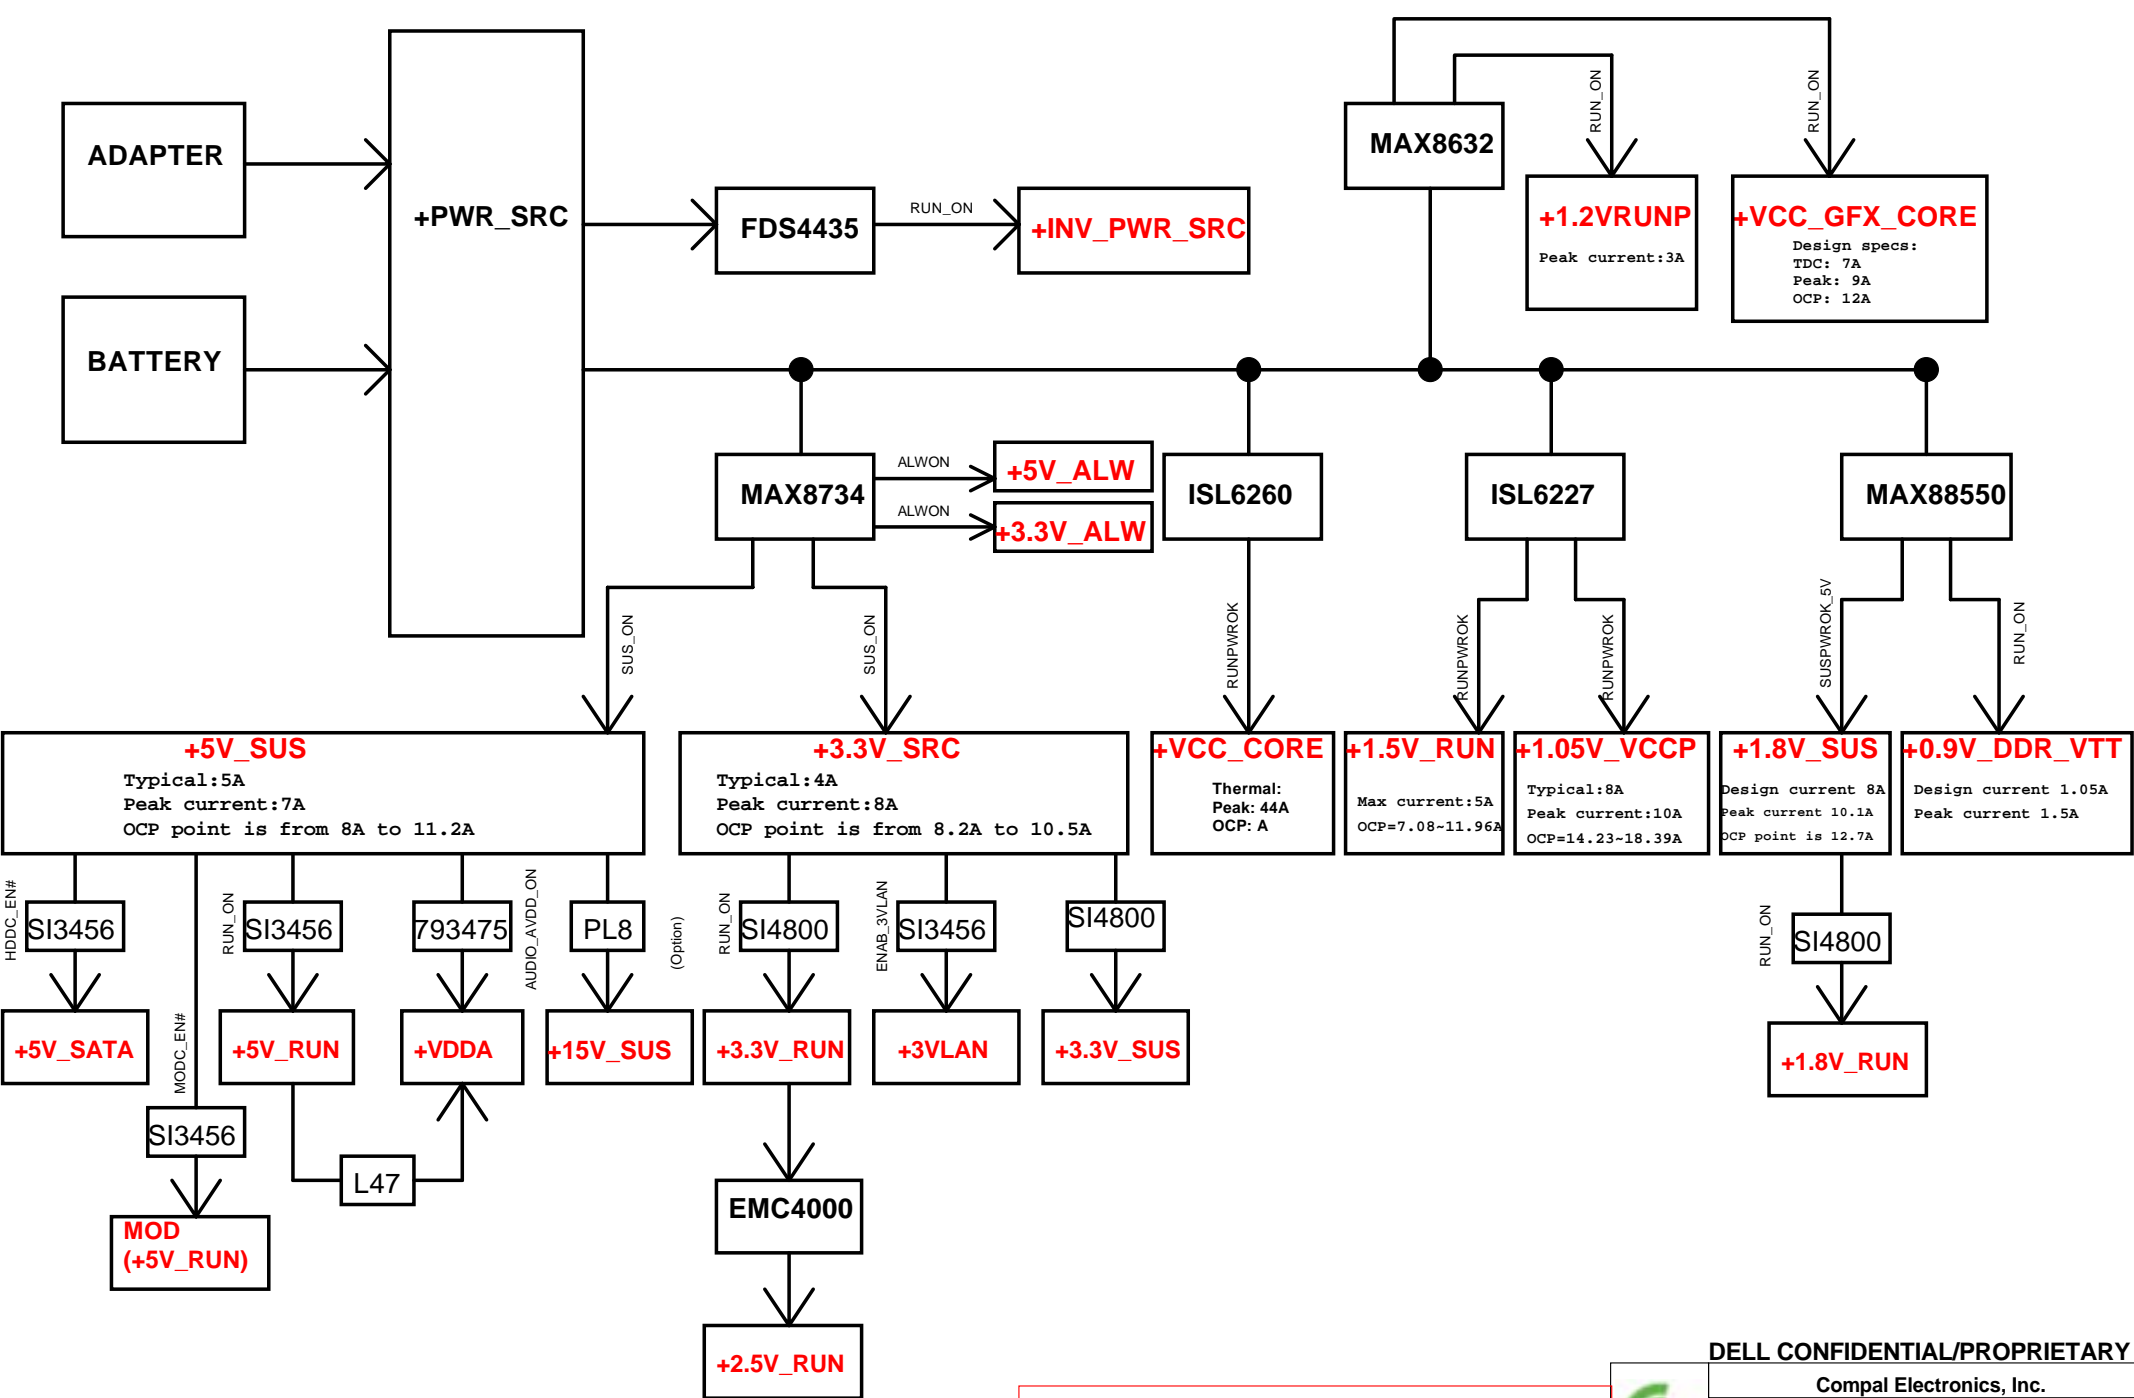 ADAPTER
BATTERY
+PWR_SRC
FDS4435
RUN_ON
+INV_PWR_SRC
MAX8632
RUN_ON
RUN_ON
+1.2VRUNP
Peak current:3A
+VCC_GFX_CORE
Design specs:
TDC: 7A
Peak: 9A
OCP: 12A
MAX8734
ALWON
+5V_ALW
ALWON
+3.3V_ALW
ISL6260
ISL6227
MAX88550
SUS_ON
SUS_ON
RUNPWROK
RUNPWROK
RUNPWROK
SUSPWROK_5V
RUN_ON
+5V_SUS
Typical:5A
Peak current:7A
OCP point is from 8A to 11.2A
+3.3V_SRC
Typical:4A
Peak current:8A
OCP point is from 8.2A to 10.5A
+VCC_CORE
Thermal:
Peak: 44A
OCP: A
+1.5V_RUN
Max current:5A
OCP=7.08~11.96A
+1.05V_VCCP
Typical:8A
Peak current:10A
OCP=14.23~18.39A
+1.8V_SUS
Design current 8A
Peak current 10.1A
OCP point is 12.7A
+0.9V_DDR_VTT
Design current 1.05A
Peak current 1.5A
HDDC_EN#
SI3456
MODC_EN#
RUN_ON
SI3456
793475
AUDIO_AVDD_ON
PL8
(Option)
RUN_ON
SI4800
ENAB_3VLAN
SI3456
SI4800
RUN_ON
SI4800
+5V_SATA
+5V_RUN
+VDDA
+15V_SUS
+3.3V_RUN
+3VLAN
+3.3V_SUS
+1.8V_RUN
SI3456
L47
MOD
(+5V_RUN)
EMC4000
+2.5V_RUN
DELL CONFIDENTIAL/PROPRIETARY
Compal Electronics, Inc.